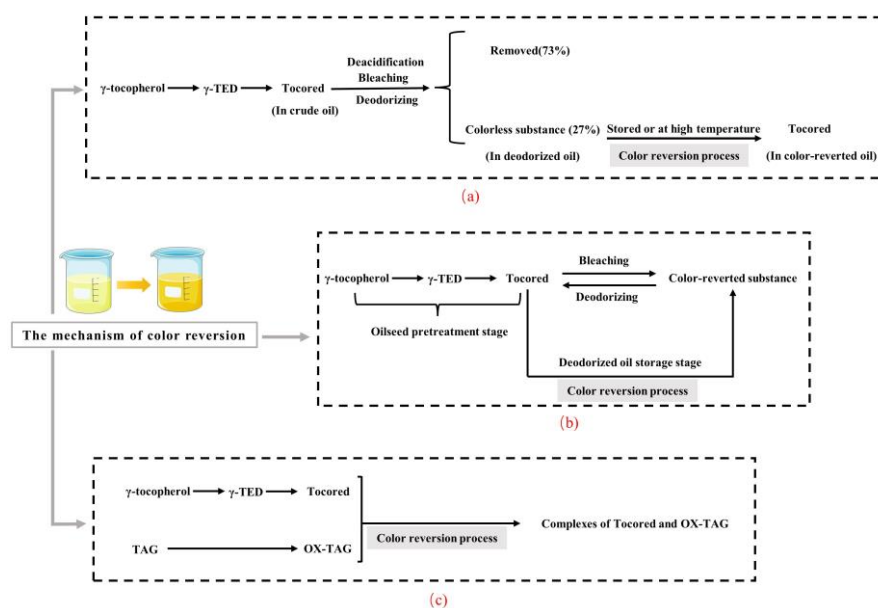 Removed(73%)
Deacidification
Bleaching
γ-tocopherol γ-TED Tocored Deodorizing
(In crude oil)
Colorless substance (27%) Stored or at high temperature Tocored
(In deodorized oil) Color reversion process (In color-reverted oil)
(a)
Bleaching
γ-tocopherol γ-TED Tocored Color-reverted substance
Deodorizing
Oilseed pretreatment stage
The mechanism of color reversion
Deodorized oil storage stage
Color reversion process
(b)
γ-tocopherol γ-TED Tocored
Color reversion process Complexes of Tocored and OX-TAG
TAG OX-TAG
(c)